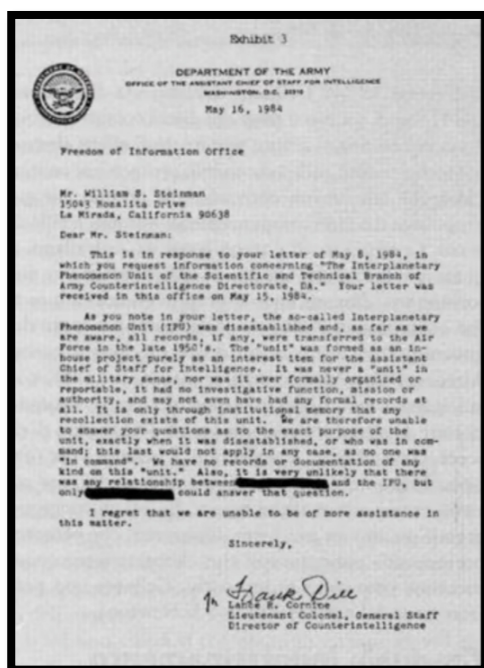 Exhibit 3
DEPARTMENT OF THE ARMY
OFFICE OF THE ASSISTANT CHIEF OF STAFF FOR INTELLIGENCE
WASHINGTON, D.C. 20310
May 16, 1984
Freedom of Information Office
Mr. William S. Steinman
15043 Rosalita Drive
La Mirada, California 90638
Dear Mr.
This is in response to your letter of May 8, 1984, in
which you request information concerning "The Interplanetary
Phenomenon Unit of the Scientific and Technical Branch of
Army Counterintelligence Directorate, DA." Your letter was
received in this office on May
As you note in your letter, the so-called Interplanetary
Phenomenon Unit (IPU) was disestablished and, as far as we
are aware, all records, if any, were transferred to the Air
Force in the late 1950's. The "unit" was formed as an in-
house project purely as an interest item for the Assistant
Chief of Staff for Intelligence. It was never a "unit" in
the military sense, nor was it ever formally organized or
reportable, it had no investigative function, mission or
authority, and may not even have had any formal records at
all. It is only through institutional memory that any
recollection exists of this unit. We are therefore unable
to answer your questions as to the exact purpose of the
unit, exactly when it was disestablished, or who was in com-
mand; this last would not apply in any case, as no one was
"in command". We have no records or documentation of any
kind on this "unit." Also, it is very unlikely that there
was any relationship between and the IPU, but
only could answer that question.
I regret that we are unable to be of more assistance in
this matter.
Sincerely,
Frank Dill
for Lance R. Cornine
Lieutenant Colonel, General Staff
Director of Counterintelligence